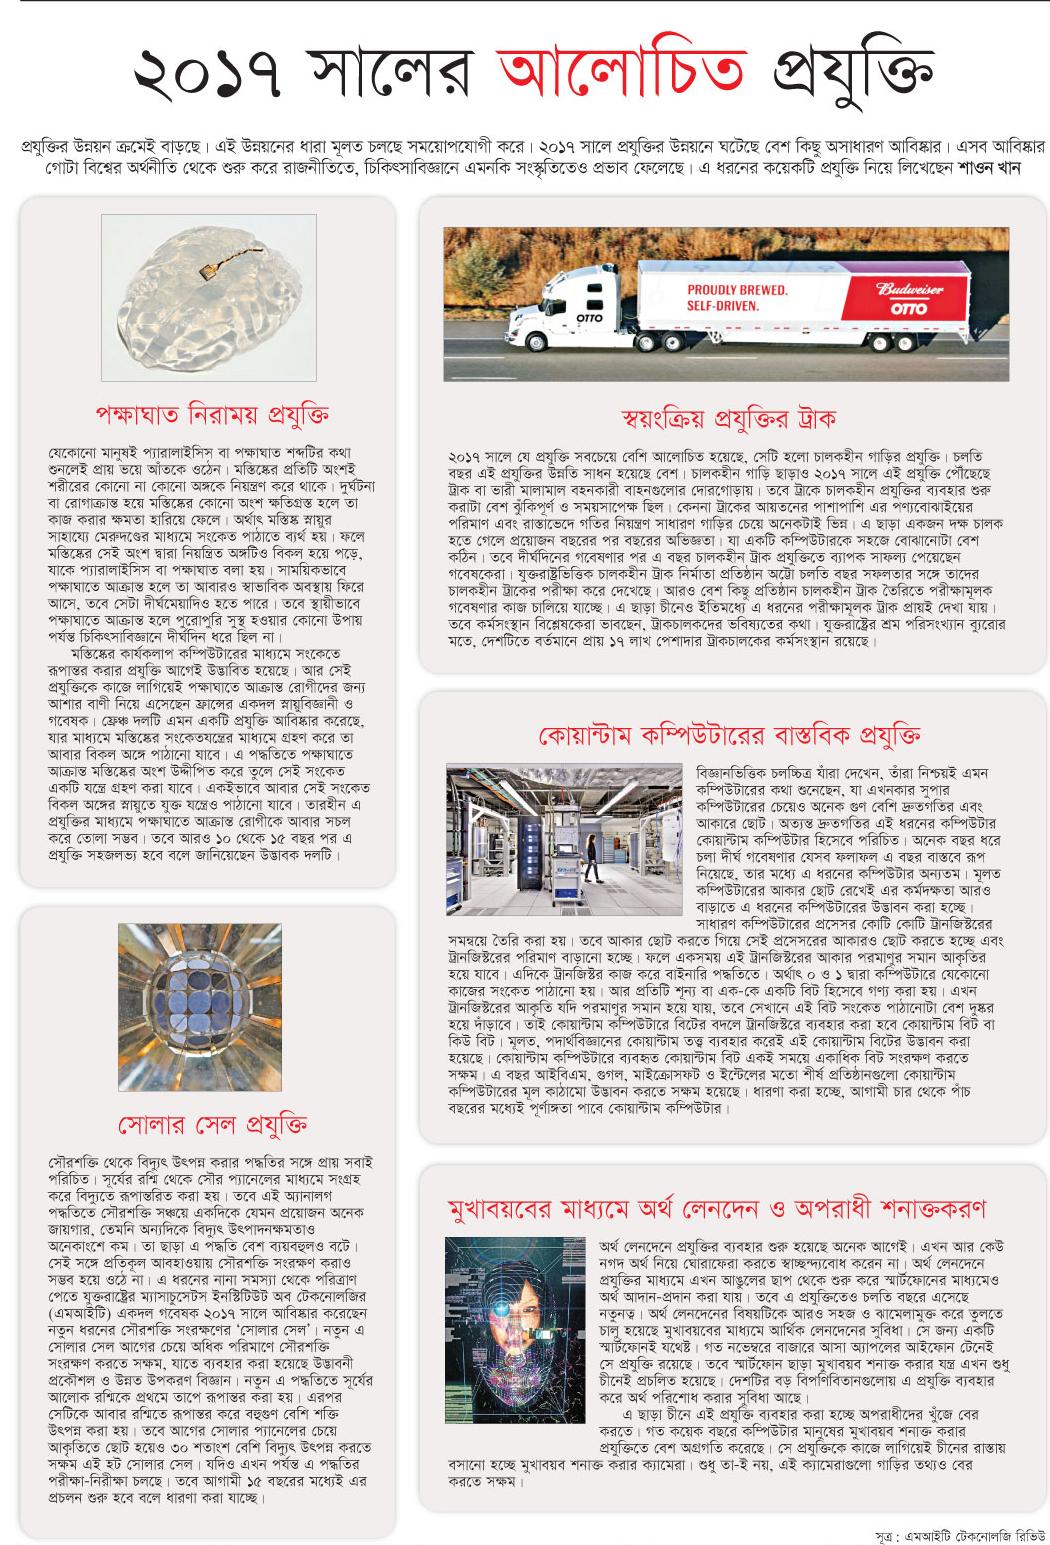 ২০১৭ সালের আলোচিত প্রযুক্তি
প্রযুক্তির উন্নয়ন ক্রমেই বাড়ছে। এই উন্নয়নের ধারা মূলত চলছে সময়োপযোগী করে। ২০১৭ সালে প্রযুক্তির উন্নয়নে ঘটেছে বেশ কিছু অসাধারণ আবিষ্কার। এসব আবিষ্কার
গোটা বিশ্বের অর্থনীতি থেকে শুরু করে রাজনীতিতে, চিকিৎসাবিজ্ঞানে এমনকি সংস্কৃতিতেও প্রভাব ফেলেছে। এ ধরনের কয়েকটি প্রযুক্তি নিয়ে লিখেছেন শাওন খান
পক্ষাঘাত নিরাময় প্রযুক্তি
যেকোনো মানুষই প্যারালাইসিস বা পক্ষাঘাত শব্দটির কথা
শুনলেই প্রায় ভয়ে আঁতকে ওঠেন। মস্তিষ্কের প্রতিটি অংশই
শরীরের কোনো না কোনো অঙ্গকে নিয়ন্ত্রণ করে থাকে। দুর্ঘটনা
বা রোগাক্রান্ত হয়ে মস্তিষ্কের কোনো অংশ ক্ষতিগ্রস্ত হলে তা
কাজ করার ক্ষমতা হারিয়ে ফেলে। অর্থাৎ মস্তিষ্ক স্নায়ুর
সাহায্যে মেরুদণ্ডের মাধ্যমে সংকেত পাঠাতে ব্যর্থ হয়। ফলে
মস্তিষ্কের সেই অংশ দ্বারা নিয়ন্ত্রিত অঙ্গটিও বিকল হয়ে পড়ে,
যাকে প্যারালাইসিস বা পক্ষাঘাত বলা হয়। সাময়িকভাবে
পক্ষাঘাতে আক্রান্ত হলে তা আবারও স্বাভাবিক অবস্থায় ফিরে
আসে, তবে সেটা দীর্ঘমেয়াদিও হতে পারে। তবে স্থায়ীভাবে
পক্ষাঘাতে আক্রান্ত হলে পুরোপুরি সুস্থ হওয়ার কোনো উপায়
পর্যন্ত চিকিৎসাবিজ্ঞানে দীর্ঘদিন ধরে ছিল না।
মস্তিষ্কের কার্যকলাপ কম্পিউটারের মাধ্যমে সংকেতে
রূপান্তর করার প্রযুক্তি আগেই উদ্ভাবিত হয়েছে। আর সেই
প্রযুক্তিকে কাজে লাগিয়েই পক্ষাঘাতে আক্রান্ত রোগীদের জন্য
আশার বাণী নিয়ে এসেছেন ফ্রান্সের একদল স্নায়ুবিজ্ঞানী ও
গবেষক। ফ্রেঞ্চ দলটি এমন একটি প্রযুক্তি আবিষ্কার করেছে,
যার মাধ্যমে মস্তিষ্কের সংকেতযন্ত্রের মাধ্যমে গ্রহণ করে তা
আবার বিকল অঙ্গে পাঠানো যাবে। এ পদ্ধতিতে পক্ষাঘাতে
আক্রান্ত মস্তিষ্কের অংশ উদ্দীপিত করে তুলে সেই সংকেত
একটি যন্ত্রে গ্রহণ করা যাবে। একইভাবে আবার সেই সংকেত
বিকল অঙ্গের স্নায়ুতে যুক্ত যন্ত্রেও পাঠানো যাবে। তারহীন এ
প্রযুক্তির মাধ্যমে পক্ষাঘাতে আক্রান্ত রোগীকে আবার সচল
করে তোলা সম্ভব। তবে আরও ১০ থেকে ১৫ বছর পর এ
প্রযুক্তি সহজলভ্য হবে বলে জানিয়েছেন উদ্ভাবক দলটি।
সোলার সেল প্রযুক্তি
সৌরশক্তি থেকে বিদ্যুৎ উৎপন্ন করার পদ্ধতির সঙ্গে প্রায় সবাই
পরিচিত। সূর্যের রশ্মি থেকে সৌর প্যানেলের মাধ্যমে সংগ্রহ
করে বিদ্যুতে রূপান্তরিত করা হয়। তবে এই অ্যানালগ
পদ্ধতিতে সৌরশক্তি সঞ্চয়ে একদিকে যেমন প্রয়োজন অনেক
জায়গার, তেমনি অন্যদিকে বিদ্যুৎ উৎপাদনক্ষমতাও
অনেকাংশে কম। তা ছাড়া এ পদ্ধতি বেশ ব্যয়বহুলও বটে।
সেই সঙ্গে প্রতিকূল আবহাওয়ায় সৌরশক্তি সংরক্ষণ করাও
সম্ভব হয়ে ওঠে না। এ ধরনের নানা সমস্যা থেকে পরিত্রাণ
পেতে যুক্তরাষ্ট্রের ম্যাসাচুসেটস ইনস্টিটিউট অব টেকনোলজির
(এমআইটি) একদল গবেষক ২০১৭ সালে আবিষ্কার করেছেন
নতুন ধরনের সৌরশক্তি সংরক্ষণের ‘সোলার সেল’। নতুন এ
সোলার সেল আগের চেয়ে অধিক পরিমাণে সৌরশক্তি
সংরক্ষণ করতে সক্ষম, যাতে ব্যবহার করা হয়েছে উদ্ভাবনী
প্রকৌশল ও উন্নত উপকরণ বিজ্ঞান। নতুন এ পদ্ধতিতে সূর্যের
আলোক রশ্মিকে প্রথমে তাপে রূপান্তর করা হয়। এরপর
সেটিকে আবার রশ্মিতে রূপান্তর করে বহুগুণ বেশি শক্তি
উৎপন্ন করা হয়। তবে আগের সোলার প্যানেলের চেয়ে
আকৃতিতে ছোট হয়েও ৩০ শতাংশ বেশি বিদ্যুৎ উৎপন্ন করতে
সক্ষম এই হট সোলার সেল। যদিও এখন পর্যন্ত এ পদ্ধতির
পরীক্ষা-নিরীক্ষা চলছে। তবে আগামী ১৫ বছরের মধ্যেই এর
প্রচলন শুরু হবে বলে ধারণা করা যাচ্ছে।
PROUDLY BREWED.
SELF-DRIVEN.
Budweiser
OTTO
OTTO
স্বয়ংক্রিয় প্রযুক্তির ট্রাক
২০১৭ সালে যে প্রযুক্তি সবচেয়ে বেশি আলোচিত হয়েছে, সেটি হলো চালকহীন গাড়ির প্রযুক্তি। চলতি
বছর এই প্রযুক্তির উন্নতি সাধন হয়েছে বেশ। চালকহীন গাড়ি ছাড়াও ২০১৭ সালে এই প্রযুক্তি পৌঁছেছে
ট্রাক বা ভারী মালামাল বহনকারী বাহনগুলোর দোরগোড়ায়। তবে ট্রাকে চালকহীন প্রযুক্তির ব্যবহার শুরু
করাটা বেশ ঝুঁকিপূর্ণ ও সময়সাপেক্ষ ছিল। কেননা ট্রাকের আয়তনের পাশাপাশি এর পণ্যবোঝাইয়ের
পরিমাণ এবং রাস্তাভেদে গতির নিয়ন্ত্রণ সাধারণ গাড়ির চেয়ে অনেকটাই ভিন্ন। এ ছাড়া একজন দক্ষ চালক
হতে গেলে প্রয়োজন বছরের পর বছরের অভিজ্ঞতা। যা একটি কম্পিউটারকে সহজে বোঝানোটা বেশ
কঠিন। তবে দীর্ঘদিনের গবেষণার পর এ বছর চালকহীন ট্রাক প্রযুক্তিতে ব্যাপক সাফল্য পেয়েছেন
গবেষকেরা। যুক্তরাষ্ট্রভিত্তিক চালকহীন ট্রাক নির্মাতা প্রতিষ্ঠান অট্টো চলতি বছর সফলতার সঙ্গে তাদের
চালকহীন ট্রাকের পরীক্ষা করে দেখেছে। আরও বেশ কিছু প্রতিষ্ঠান চালকহীন ট্রাক তৈরিতে পরীক্ষামূলক
গবেষণার কাজ চালিয়ে যাচ্ছে। এ ছাড়া চীনেও ইতিমধ্যে এ ধরনের পরীক্ষামূলক ট্রাক প্রায়ই দেখা যায়।
তবে কর্মসংস্থান বিশ্লেষকেরা ভাবছেন, ট্রাকচালকদের ভবিষ্যতের কথা। যুক্তরাষ্ট্রের শ্রম পরিসংখ্যান ব্যুরোর
মতে, দেশটিতে বর্তমানে প্রায় ১৭ লাখ পেশাদার ট্রাকচালকের কর্মসংস্থান রয়েছে।
কোয়ান্টাম কম্পিউটারের বাস্তবিক প্রযুক্তি
বিজ্ঞানভিত্তিক চলচ্চিত্র যাঁরা দেখেন, তাঁরা নিশ্চয়ই এমন
কম্পিউটারের কথা শুনেছেন, যা এখনকার সুপার
কম্পিউটারের চেয়েও অনেক গুণ বেশি দ্রুতগতির এবং
আকারে ছোট। অত্যন্ত দ্রুতগতির এই ধরনের কম্পিউটার
কোয়ান্টাম কম্পিউটার হিসেবে পরিচিত। অনেক বছর ধরে
চলা দীর্ঘ গবেষণার যেসব ফলাফল এ বছর বাস্তবে রূপ
নিয়েছে, তার মধ্যে এ ধরনের কম্পিউটার অন্যতম। মূলত
কম্পিউটারের আকার ছোট রেখেই এর কর্মদক্ষতা আরও
বাড়াতে এ ধরনের কম্পিউটারের উদ্ভাবন করা হচ্ছে।
সাধারণ কম্পিউটারের প্রসেসর কোটি কোটি ট্রানজিস্টরের
সমন্বয়ে তৈরি করা হয়। তবে আকার ছোট করতে গিয়ে সেই প্রসেসরের আকারও ছোট করতে হচ্ছে এবং
ট্রানজিস্টরের পরিমাণ বাড়ানো হচ্ছে। ফলে একসময় এই ট্রানজিস্টরের আকার পরমাণুর সমান আকৃতির
হয়ে যাবে। এদিকে ট্রানজিস্টর কাজ করে বাইনারি পদ্ধতিতে। অর্থাৎ ০ ও ১ দ্বারা কম্পিউটারে যেকোনো
কাজের সংকেত পাঠানো হয়। আর প্রতিটি শূন্য বা এক-কে একটি বিট হিসেবে গণ্য করা হয়। এখন
ট্রানজিস্টরের আকৃতি যদি পরমাণুর সমান হয়ে যায়, তবে সেখানে এই বিট সংকেত পাঠানোটা বেশ দুষ্কর
হয়ে দাঁড়াবে। তাই কোয়ান্টাম কম্পিউটারে বিটের বদলে ট্রানজিস্টরে ব্যবহার করা হবে কোয়ান্টাম বিট বা
কিউ বিট। মূলত, পদার্থবিজ্ঞানের কোয়ান্টাম তত্ত্ব ব্যবহার করেই এই কোয়ান্টাম বিটের উদ্ভাবন করা
হয়েছে। কোয়ান্টাম কম্পিউটারে ব্যবহৃত কোয়ান্টাম বিট একই সময়ে একাধিক বিট সংরক্ষণ করতে
সক্ষম। এ বছর আইবিএম, গুগল, মাইক্রোসফট ও ইন্টেলের মতো শীর্ষ প্রতিষ্ঠানগুলো কোয়ান্টাম
কম্পিউটারের মূল কাঠামো উদ্ভাবন করতে সক্ষম হয়েছে। ধারণা করা হচ্ছে, আগামী চার থেকে পাঁচ
বছরের মধ্যেই পূর্ণাঙ্গতা পাবে কোয়ান্টাম কম্পিউটার।
মুখাবয়বের মাধ্যমে অর্থ লেনদেন ও অপরাধী শনাক্তকরণ
অর্থ লেনদেনে প্রযুক্তির ব্যবহার শুরু হয়েছে অনেক আগেই। এখন আর কেউ
নগদ অর্থ নিয়ে ঘোরাফেরা করতে স্বাচ্ছন্দ্যবোধ করেন না। অর্থ লেনদেনে
প্রযুক্তির মাধ্যমে এখন আঙুলের ছাপ থেকে শুরু করে স্মার্টফোনের মাধ্যমেও
অর্থ আদান-প্রদান করা যায়। তবে এ প্রযুক্তিতেও চলতি বছরে এসেছে
নতুনত্ব। অর্থ লেনদেনের বিষয়টিকে আরও সহজ ও ঝামেলামুক্ত করে তুলতে
চালু হয়েছে মুখাবয়বের মাধ্যমে আর্থিক লেনদেনের সুবিধা। সে জন্য একটি
স্মার্টফোনই যথেষ্ট। গত নভেম্বরে বাজারে আসা অ্যাপলের আইফোন টেনেই
সে প্রযুক্তি রয়েছে। তবে স্মার্টফোন ছাড়া মুখাবয়ব শনাক্ত করার যন্ত্র এখন শুধু
চীনেই প্রচলিত হয়েছে। দেশটির বড় বিপণিবিতানগুলোয় এ প্রযুক্তি ব্যবহার
করে অর্থ পরিশোধ করার সুবিধা আছে।
এ ছাড়া চীনে এই প্রযুক্তি ব্যবহার করা হচ্ছে অপরাধীদের খুঁজে বের
করতে। গত কয়েক বছরে কম্পিউটার মানুষের মুখাবয়ব শনাক্ত করার
প্রযুক্তিতে বেশ অগ্রগতি করেছে। সে প্রযুক্তিকে কাজে লাগিয়েই চীনের রাস্তায়
বসানো হচ্ছে মুখাবয়ব শনাক্ত করার ক্যামেরা। শুধু তা-ই নয়, এই ক্যামেরাগুলো গাড়ির তথ্যও বের
করতে সক্ষম।
সূত্র : এমআইটি টেকনোলজি রিভিউ